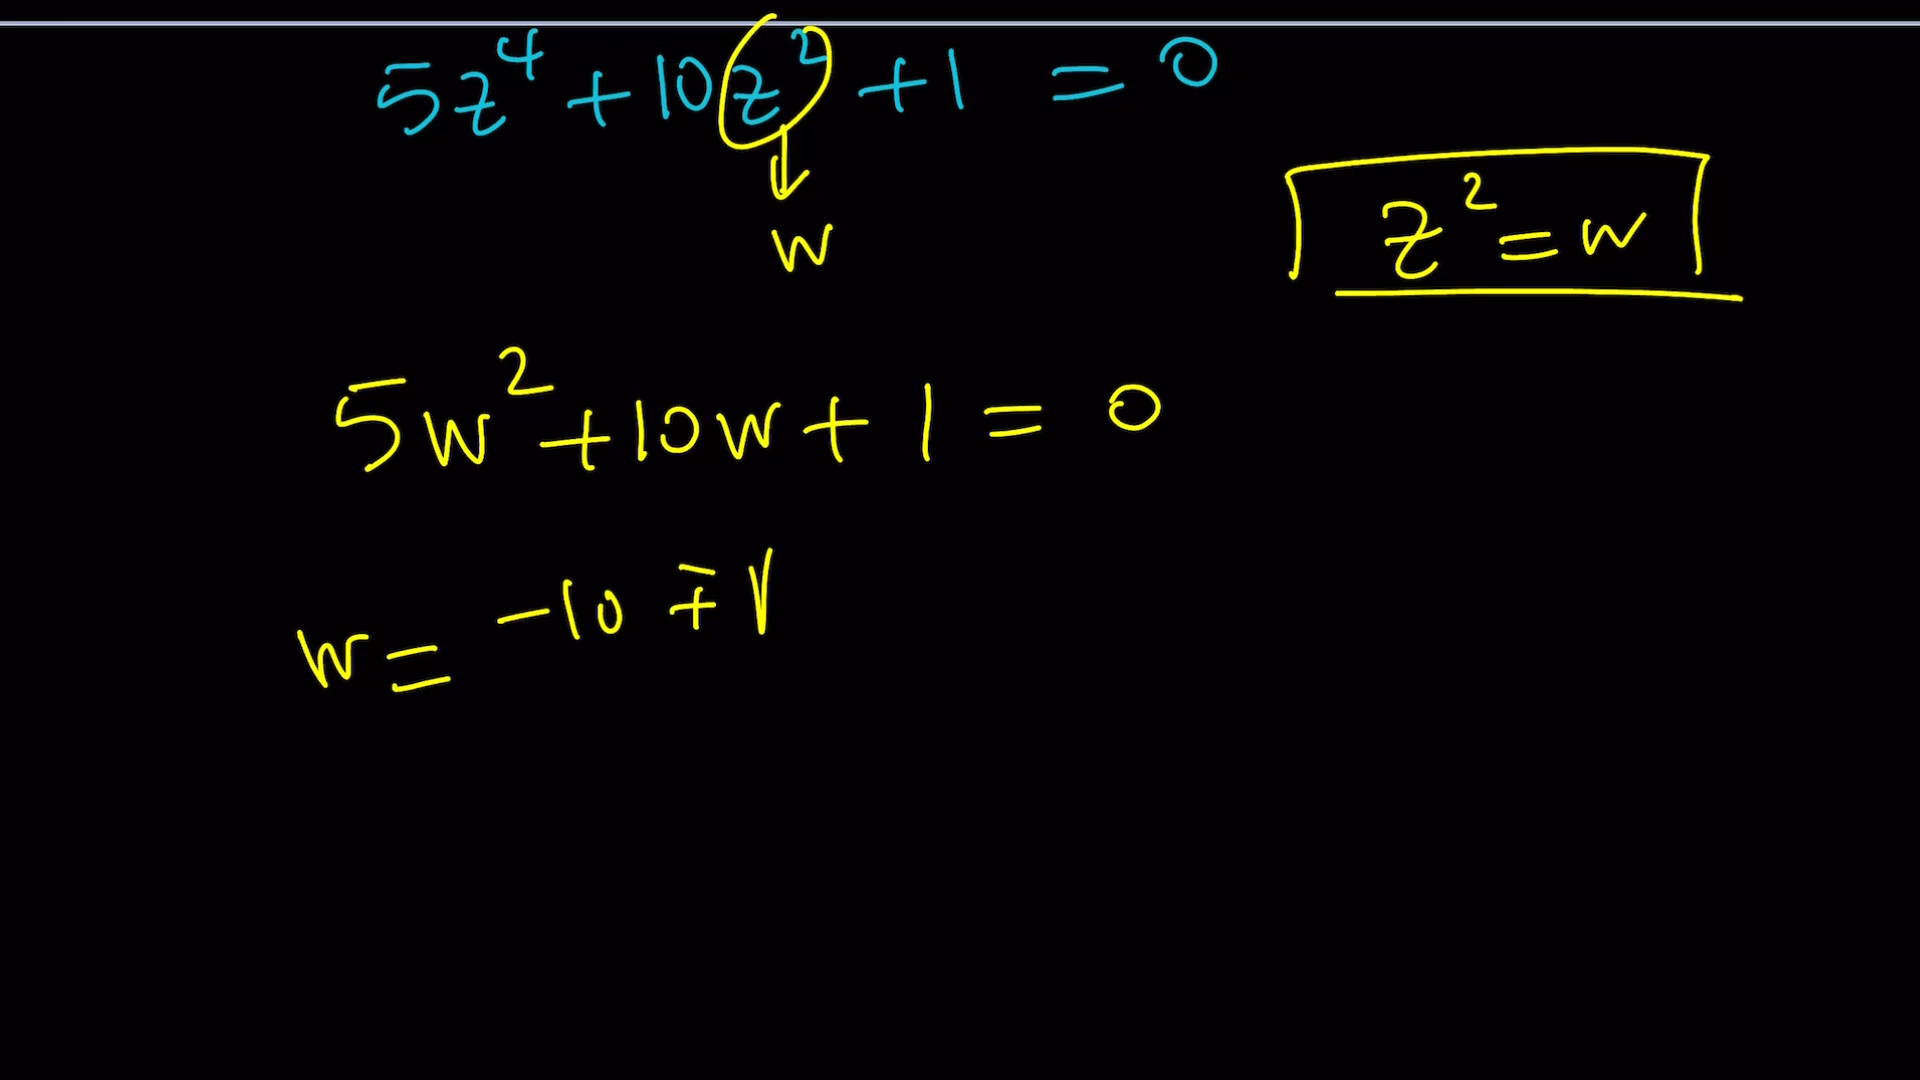 5z⁴ + 10z² + 1 = 0
w
z² = w
5w² + 10w + 1 = 0
w = -10 ∓ √